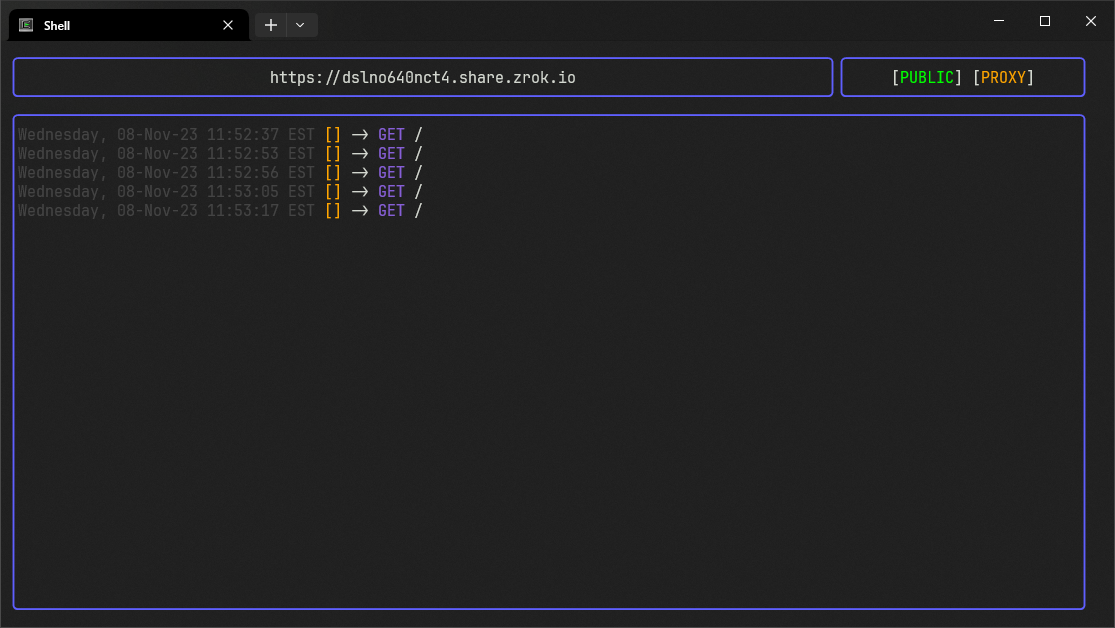 Shell
https://dslno640nct4.share.zrok.io
[PUBLIC] [PROXY]
Wednesday, 08-Nov-23 11:52:37 EST [] -> GET /
Wednesday, 08-Nov-23 11:52:53 EST [] -> GET /
Wednesday, 08-Nov-23 11:52:56 EST [] -> GET /
Wednesday, 08-Nov-23 11:53:05 EST [] -> GET /
Wednesday, 08-Nov-23 11:53:17 EST [] -> GET /